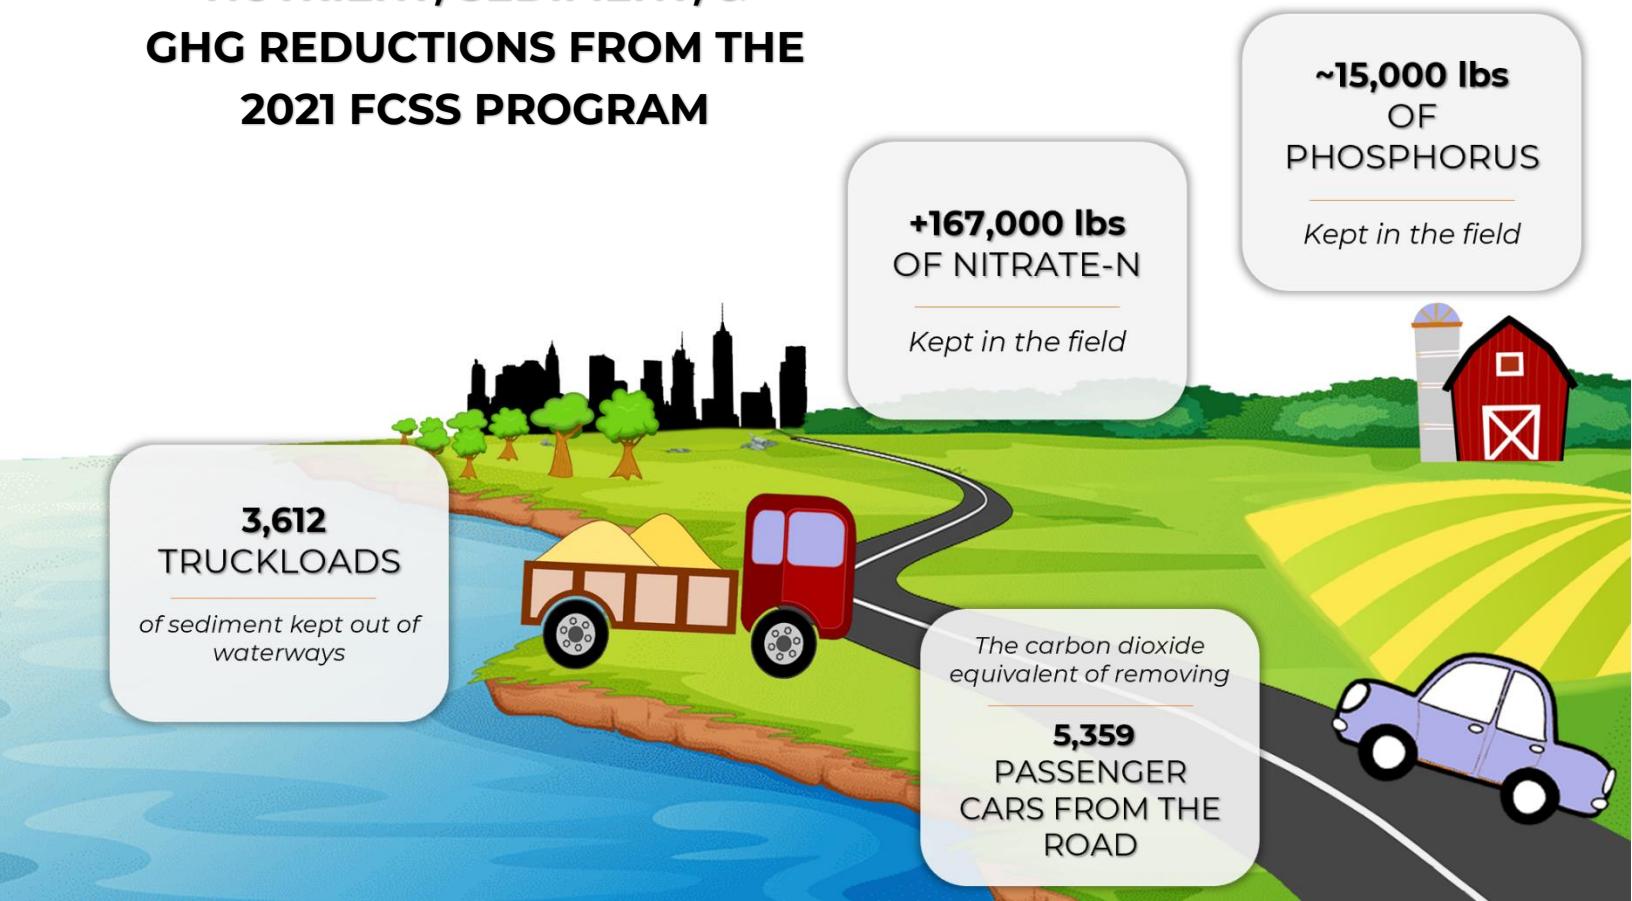 NUTRIENT, SEDIMENT, &
GHG REDUCTIONS FROM THE
2021 FCSS PROGRAM
~15,000 lbs
OF
PHOSPHORUS
Kept in the field
+167,000 lbs
OF NITRATE-N
Kept in the field
3,612
TRUCKLOADS
of sediment kept out of
waterways
The carbon dioxide
equivalent of removing
5,359
PASSENGER
CARS FROM THE
ROAD